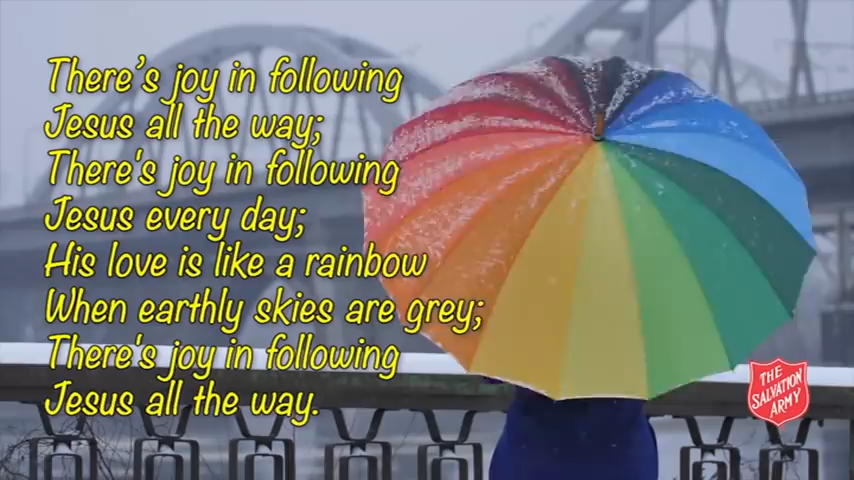 There’s joy in following
Jesus all the way;
There's joy in following
Jesus every day;
His love is like a rainbow
When earthly skies are grey;
There's joy in following
Jesus all the way.
THE
SALVATION
ARMY